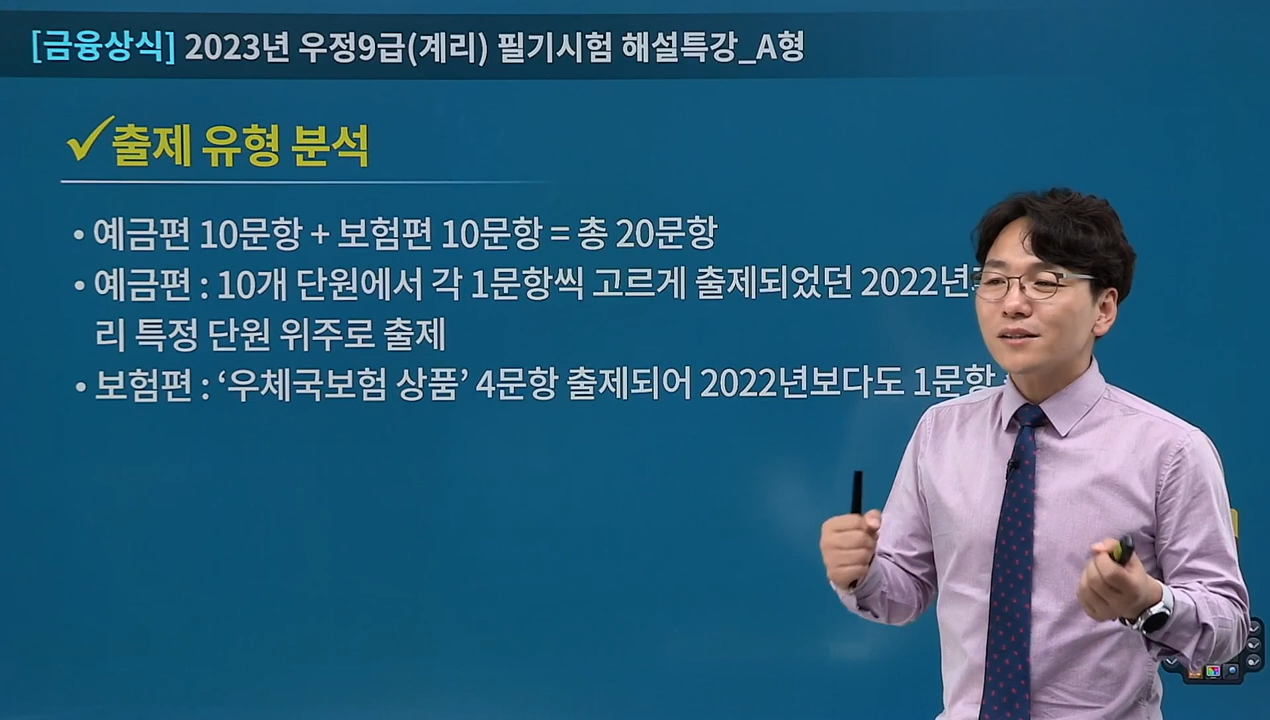 [금융상식] 2023년 우정9급(계리) 필기시험 해설특강_A형
✓출제 유형 분석
• 예금편 10문항 + 보험편 10문항 = 총 20문항
• 예금편 : 10개 단원에서 각 1문항씩 고르게 출제되었던 2022년
리 특정 단원 위주로 출제
• 보험편 : ‘우체국보험 상품’ 4문항 출제되어 2022년보다도 1문항